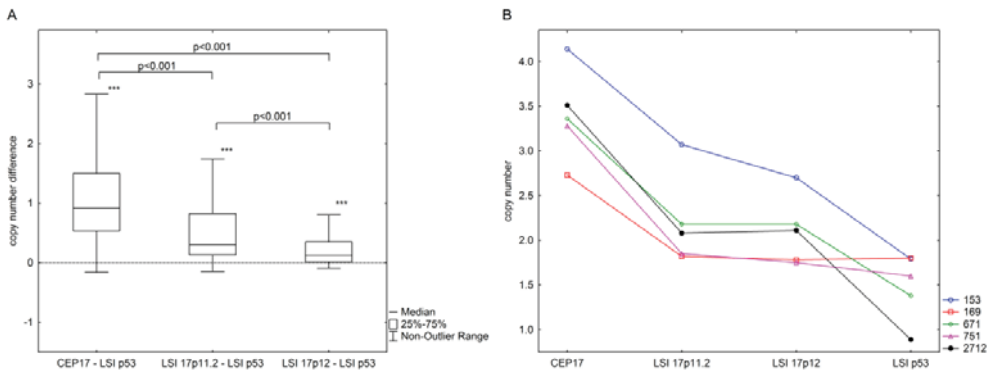 A
p<0.001
p<0.001
p<0.001
***
***
***
copy number difference
3
2
1
0
-1
Median
25%-75%
Non-Outlier Range
CEP17 - LSI p53
LSI 17p11.2 - LSI p53
LSI 17p12 - LSI p53
B
copy number
4.0
3.5
3.0
2.5
2.0
1.5
1.0
153
169
671
751
2712
CEP17
LSI 17p11.2
LSI 17p12
LSI p53